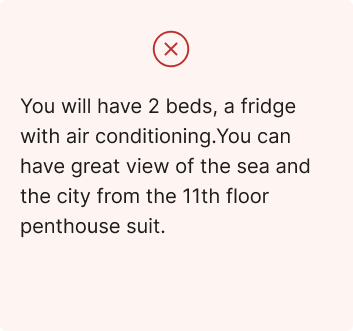 You will have 2 beds, a fridge
with air conditioning.You can
have great view of the sea and
the city from the 11th floor
penthouse suit.